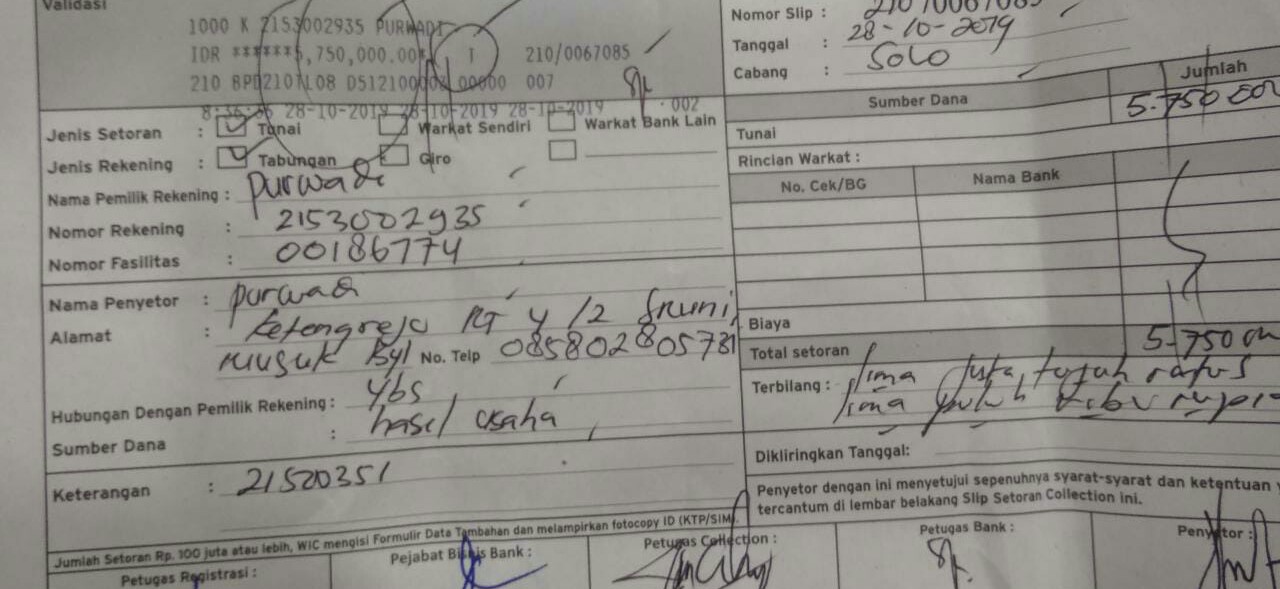 Validasi
1000 K 2153002935 PURWADI
IDR ******5,750,000.00* 1 210/0067085
210 BPD2107L08 D5121000 00000 007
8:36:56 28-10-2019 28-10-2019 28-10-2019 002
Jenis Setoran : Tunai Warkat Sendiri Warkat Bank Lain
Jenis Rekening : Tabungan Giro
Nama Pemilik Rekening : purwadi
Nomor Rekening : 2153002935
Nomor Fasilitas : 00186774
Nama Penyetor : purwadi
Alamat : RT 4 /2 Sruni
musuk Byl No. Telp 085802805731
Hubungan Dengan Pemilik Rekening : ybs
Sumber Dana : hasil usaha
Keterangan : 21500351
Jumlah Setoran Rp. 100 juta atau lebih, WIC mengisi Formulir Data Tambahan dan melampirkan fotocopy ID (KTP/SIM).
Petugas Registrasi :
Pejabat Bisnis Bank :
Petugas Collection :
Nomor Slip :
Tanggal : 28-10-2019
Cabang : Solo
Sumber Dana
Jumlah
Tunai 5.750 000
Rincian Warkat :
No. Cek/BG Nama Bank
Biaya
Total setoran 5.750
Terbilang : lima juta tujuh ratus
lima puluh ribu rupia
Dikliringkan Tanggal:
Penyetor dengan ini menyetujui sepenuhnya syarat-syarat dan ketentuan y
tercantum di lembar belakang Slip Setoran Collection ini.
Petugas Bank :
Penyetor :